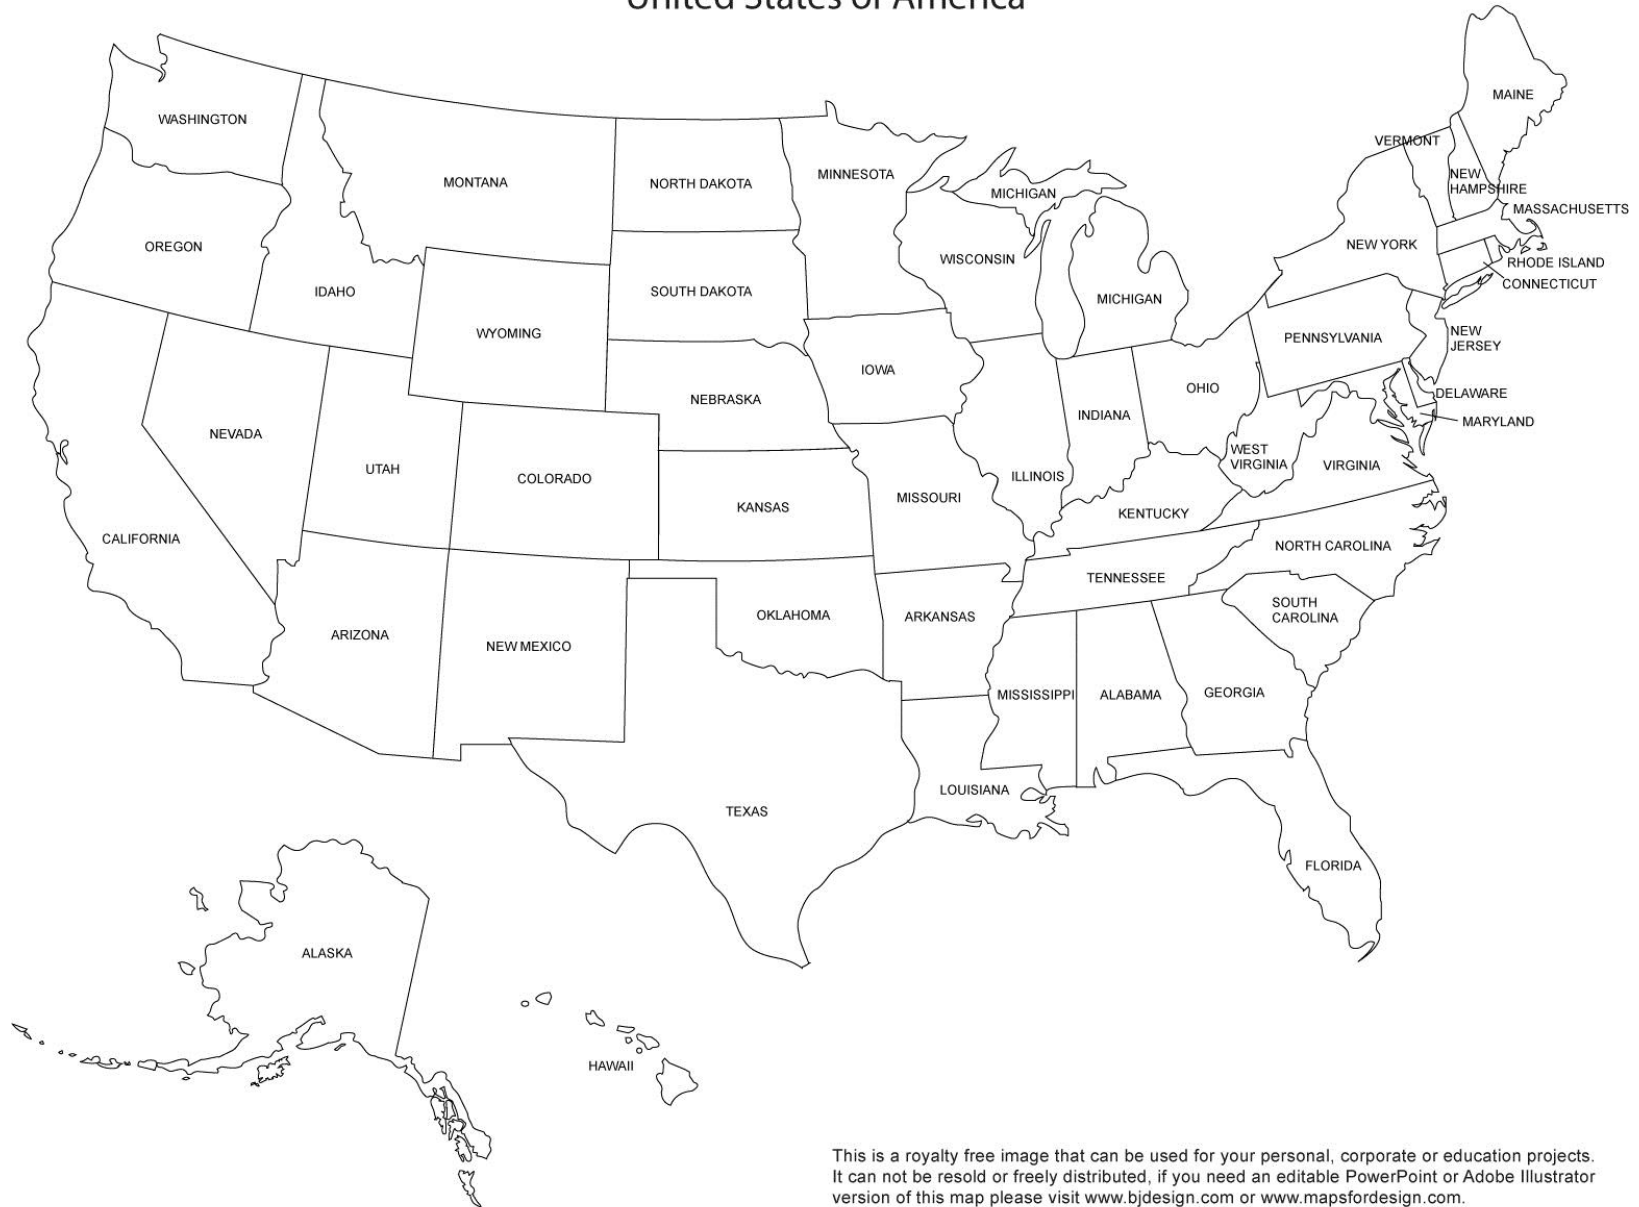 United States of America
MAINE
WASHINGTON
VERMONT
MINNESOTA
NEW
HAMPSHIRE
MONTANA
NORTH DAKOTA
MICHIGAN
MASSACHUSETTS
OREGON
NEW YORK
WISCONSIN
RHODE ISLAND
CONNECTICUT
IDAHO
SOUTH DAKOTA
MICHIGAN
WYOMING
PENNSYLVANIA
NEW
JERSEY
IOWA
OHIO
NEBRASKA
DELAWARE
INDIANA
MARYLAND
NEVADA
WEST
VIRGINIA
VIRGINIA
UTAH
COLORADO
ILLINOIS
MISSOURI
KANSAS
KENTUCKY
CALIFORNIA
NORTH CAROLINA
TENNESSEE
SOUTH
CAROLINA
OKLAHOMA
ARKANSAS
ARIZONA
NEW MEXICO
MISSISSIPPI
ALABAMA
GEORGIA
LOUISIANA
TEXAS
FLORIDA
ALASKA
HAWAII
This is a royalty free image that can be used for your personal, corporate or education projects.
It can not be resold or freely distributed, if you need an editable PowerPoint or Adobe Illustrator
version of this map please visit www.bjdesign.com or www.mapsfordesign.com.